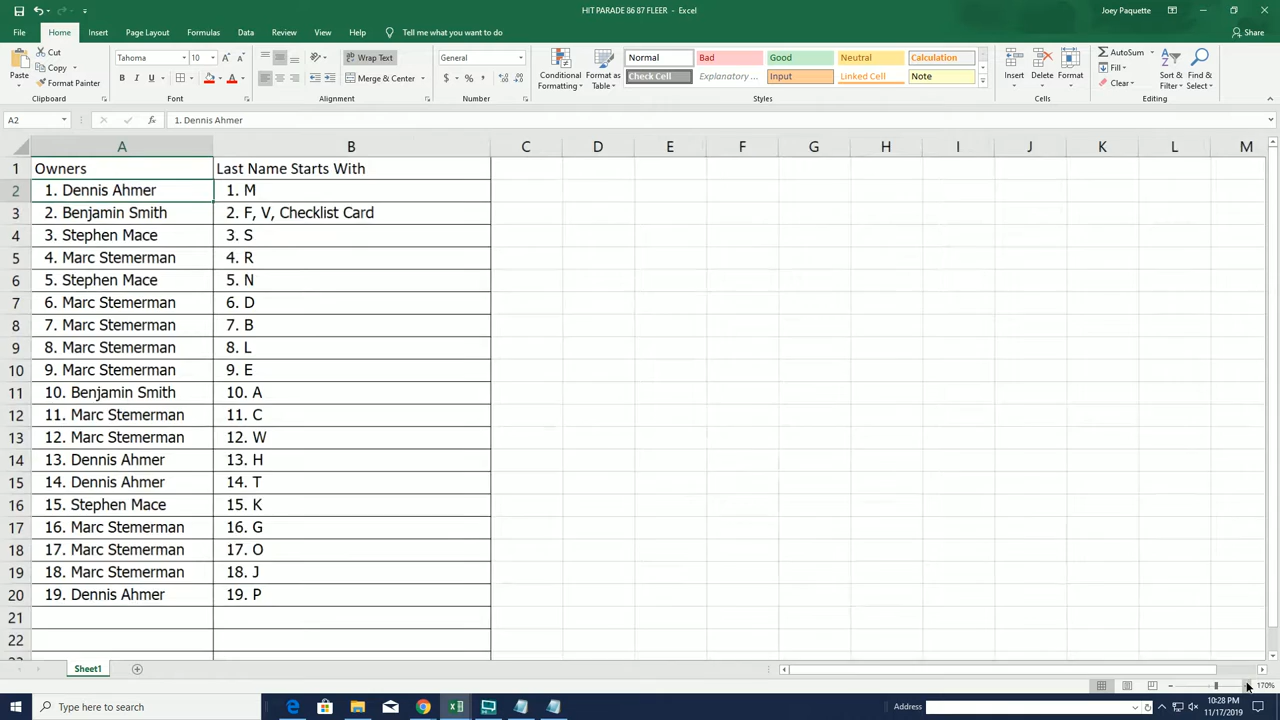 HIT PARADE 86 87 FLEER - Excel
Joey Paquette
File Home Insert Page Layout Formulas Data Review View Help Tell me what you want to do Share
Paste Cut Copy Format Painter Clipboard
Tahoma 10 B I U A A A Font
Wrap Text Merge & Center Alignment
General $ % , Number
Conditional Formatting Format as Table
Normal Bad Good Neutral Calculation
Check Cell Explanatory ... Input Linked Cell Note
Styles
Insert Delete Format Cells
AutoSum Fill Clear Sort & Filter Find & Select Editing
A2 fx 1. Dennis Ahmer
A B C D E F G H I J K L M
1 Owners Last Name Starts With
2 1. Dennis Ahmer 1. M
3 2. Benjamin Smith 2. F, V, Checklist Card
4 3. Stephen Mace 3. S
5 4. Marc Stemerman 4. R
6 5. Stephen Mace 5. N
7 6. Marc Stemerman 6. D
8 7. Marc Stemerman 7. B
9 8. Marc Stemerman 8. L
10 9. Marc Stemerman 9. E
11 10. Benjamin Smith 10. A
12 11. Marc Stemerman 11. C
13 12. Marc Stemerman 12. W
14 13. Dennis Ahmer 13. H
15 14. Dennis Ahmer 14. T
16 15. Stephen Mace 15. K
17 16. Marc Stemerman 16. G
18 17. Marc Stemerman 17. O
19 18. Marc Stemerman 18. J
20 19. Dennis Ahmer 19. P
21
22
Sheet1
170%
Type here to search
Address
10:28 PM
11/17/2019